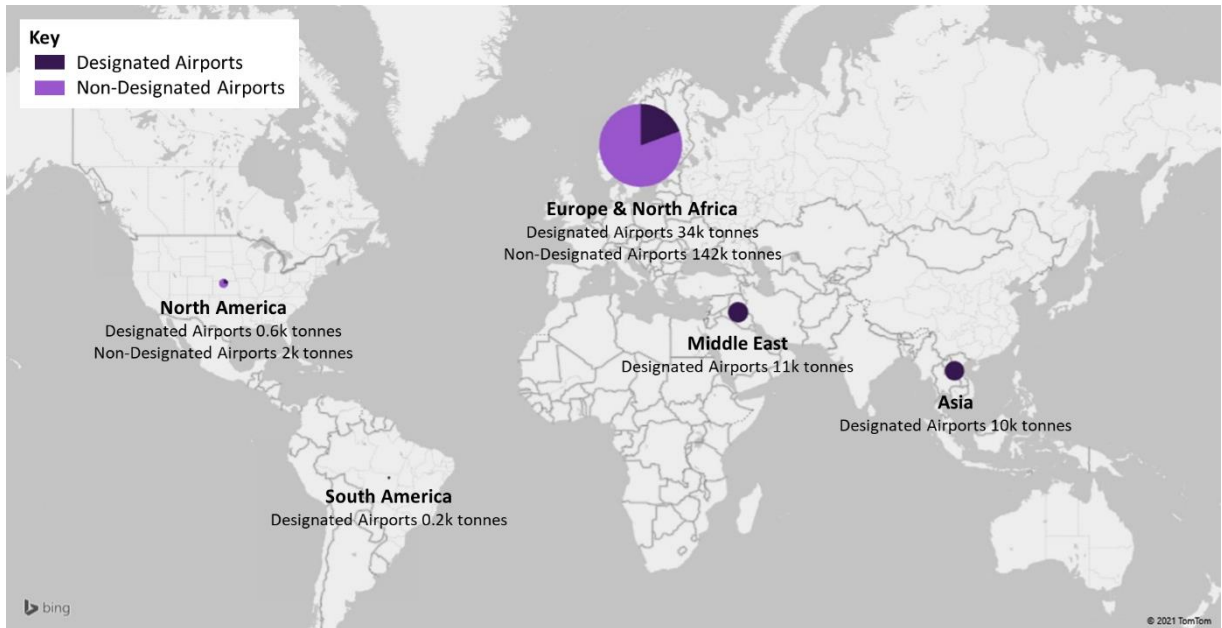 Key
Designated Airports
Non-Designated Airports
Europe & North Africa
Designated Airports 34k tonnes
Non-Designated Airports 142k tonnes
North America
Designated Airports 0.6k tonnes
Non-Designated Airports 2k tonnes
Middle East
Designated Airports 11k tonnes
Asia
Designated Airports 10k tonnes
South America
Designated Airports 0.2k tonnes
bing
© 2021 TomTom